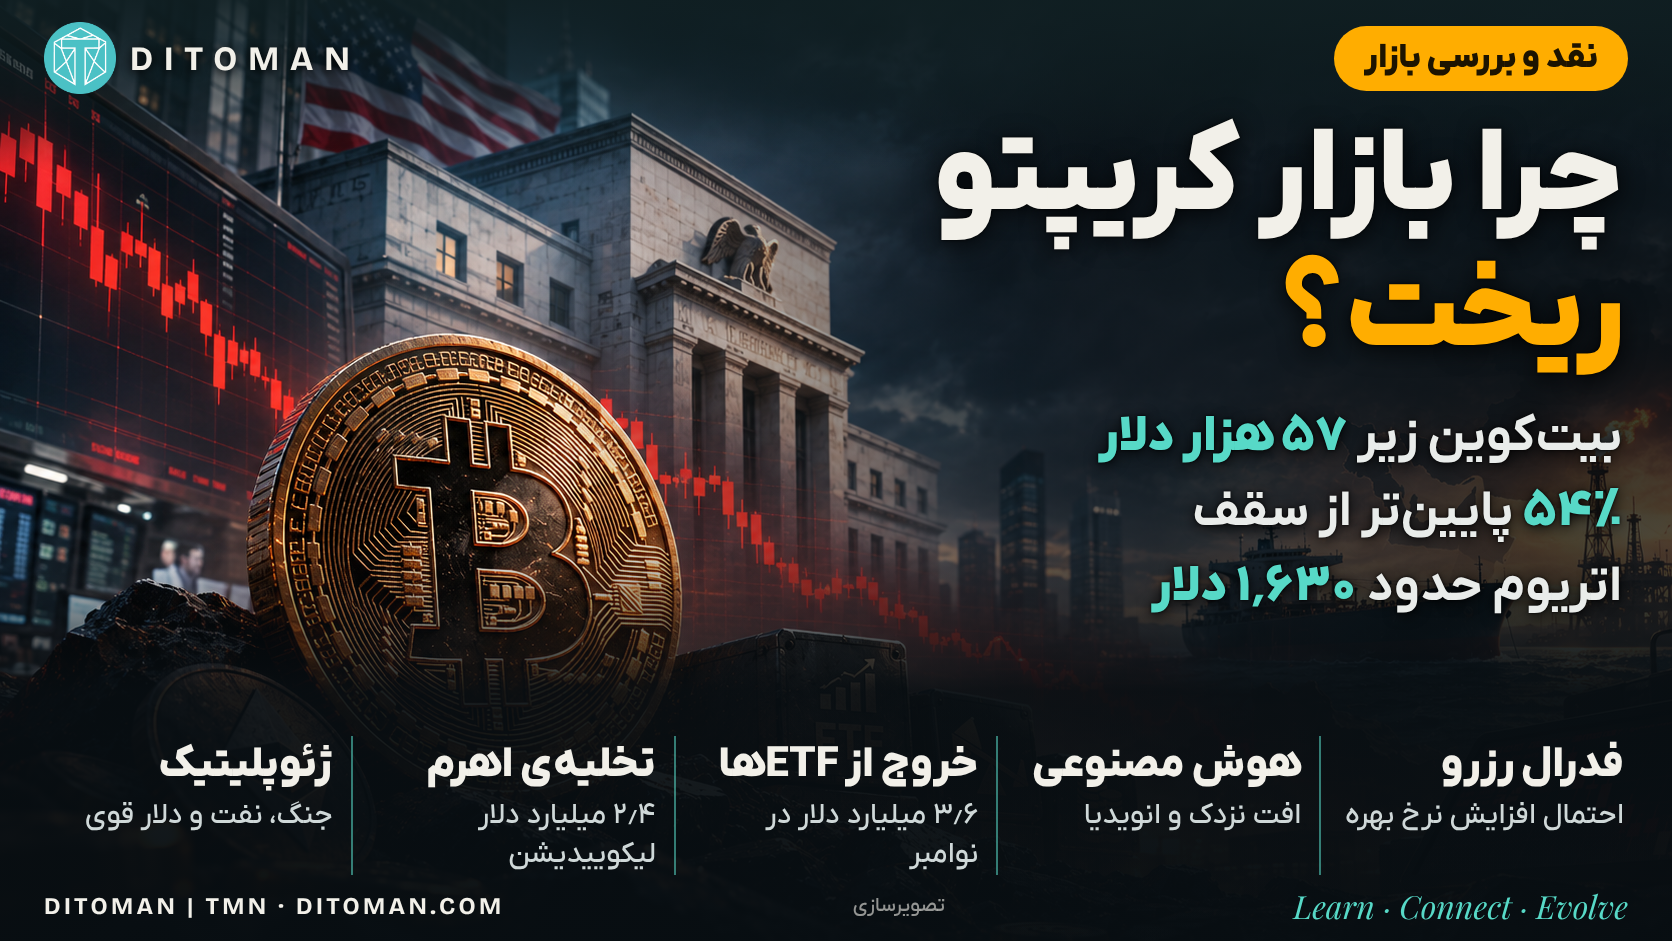 DITOMAN
نقد و بررسی بازار
چرا بازار کریپتو
ریخت؟
بیت‌کوین زیر ۵۷ هزار دلار
۵۴٪ پایین‌تر از سقف
اتریوم حدود ۱,۶۳۰ دلار
فدرال رزرو
احتمال افزایش نرخ بهره
هوش مصنوعی
افت نزدک و انویدیا
خروج از ETFها
۳٫۶ میلیارد دلار در
نوامبر
تخلیه‌ی اهرم
۲٫۴ میلیارد دلار
لیکوییدیشن
ژئوپلیتیک
جنگ، نفت و دلار قوی
ETF
DITOMAN | TMN · DITOMAN.COM
تصویرسازی
Learn · Connect · Evolve